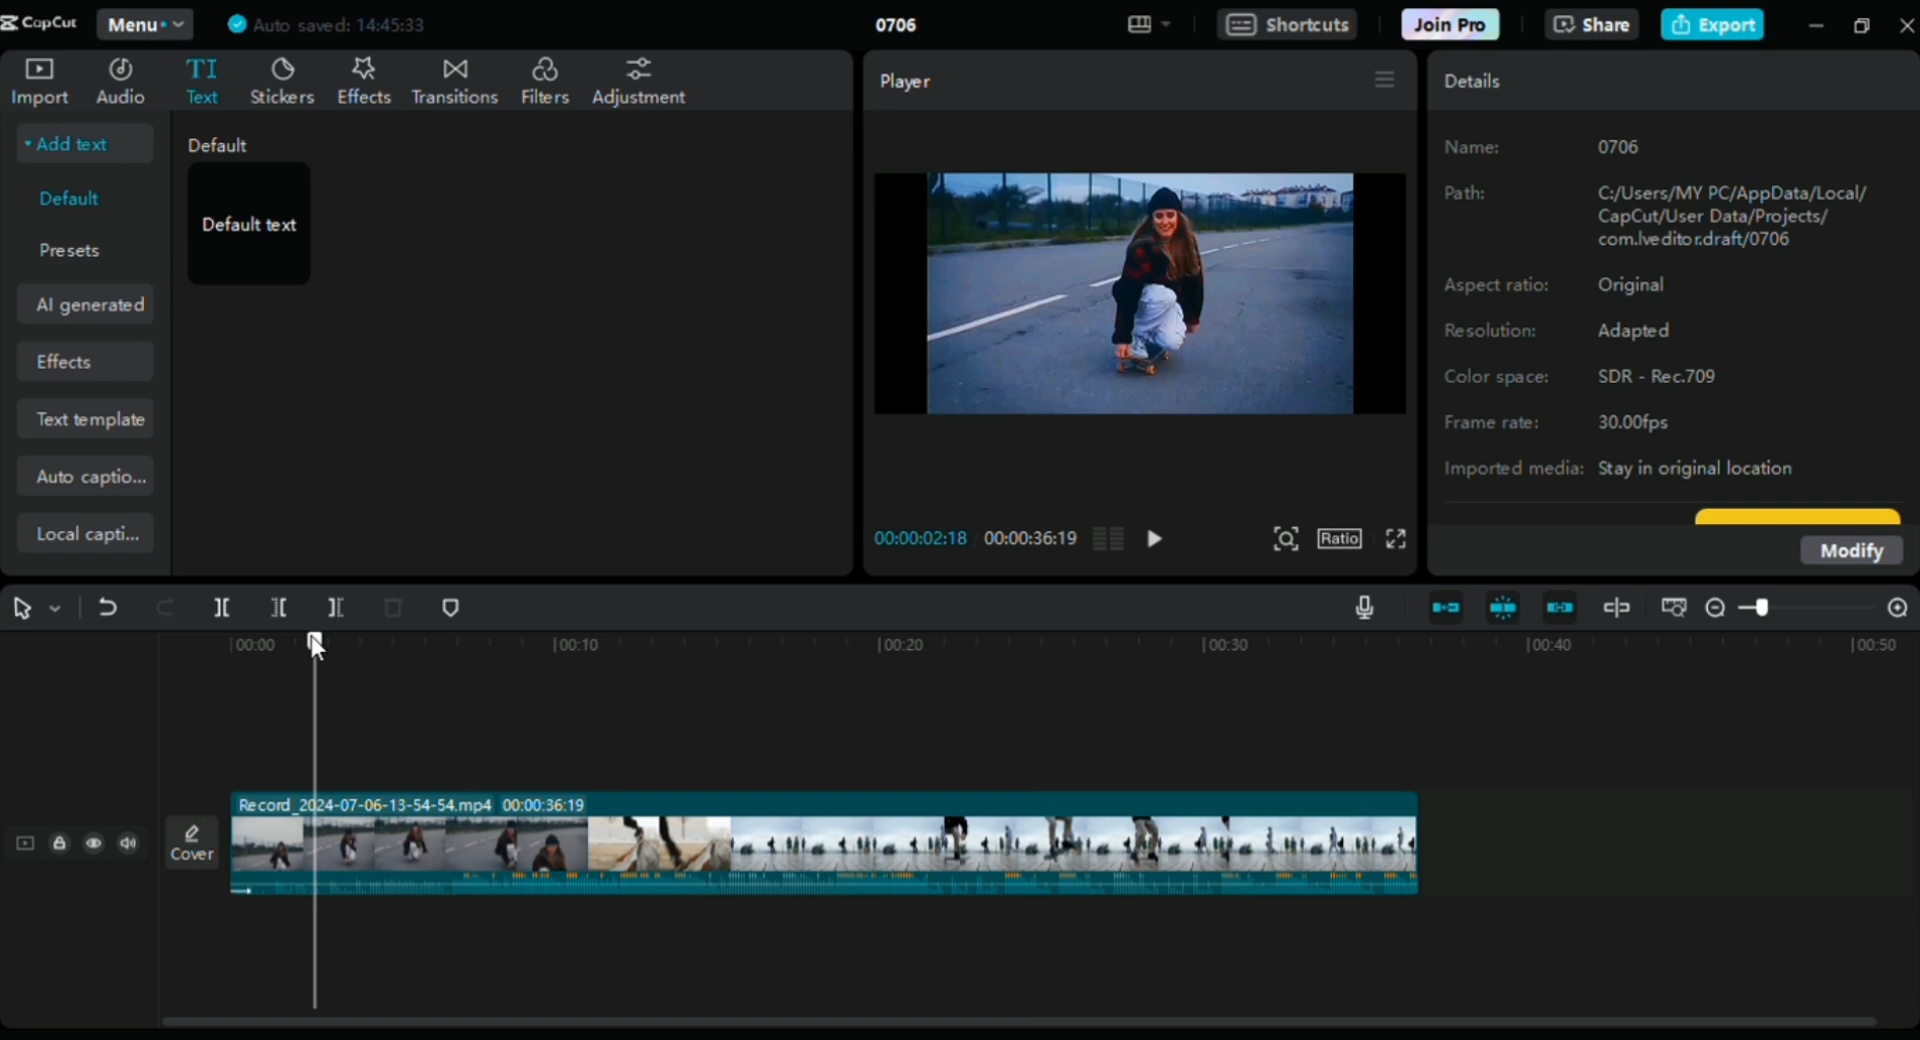 CapCut
Menu
Auto saved: 14:45:33
0706
Shortcuts
Join Pro
Share
Export
Import
Audio
TI
Text
Stickers
Effects
Transitions
Filters
Adjustment
Add text
Default
Presets
AI generated
Effects
Text template
Auto captio...
Local capti...
Default
Default text
Player
00:00:02:18
00:00:36:19
Ratio
Details
Name: 0706
Path: C:/Users/MY PC/AppData/Local/
CapCut/User Data/Projects/
com.lveditor.draft/0706
Aspect ratio: Original
Resolution: Adapted
Color space: SDR - Rec.709
Frame rate: 30.00fps
Imported media: Stay in original location
Modify
00:00
00:10
00:20
00:30
00:40
00:50
Cover
Record_2024-07-06-13-54-54.mp4 00:00:36:19